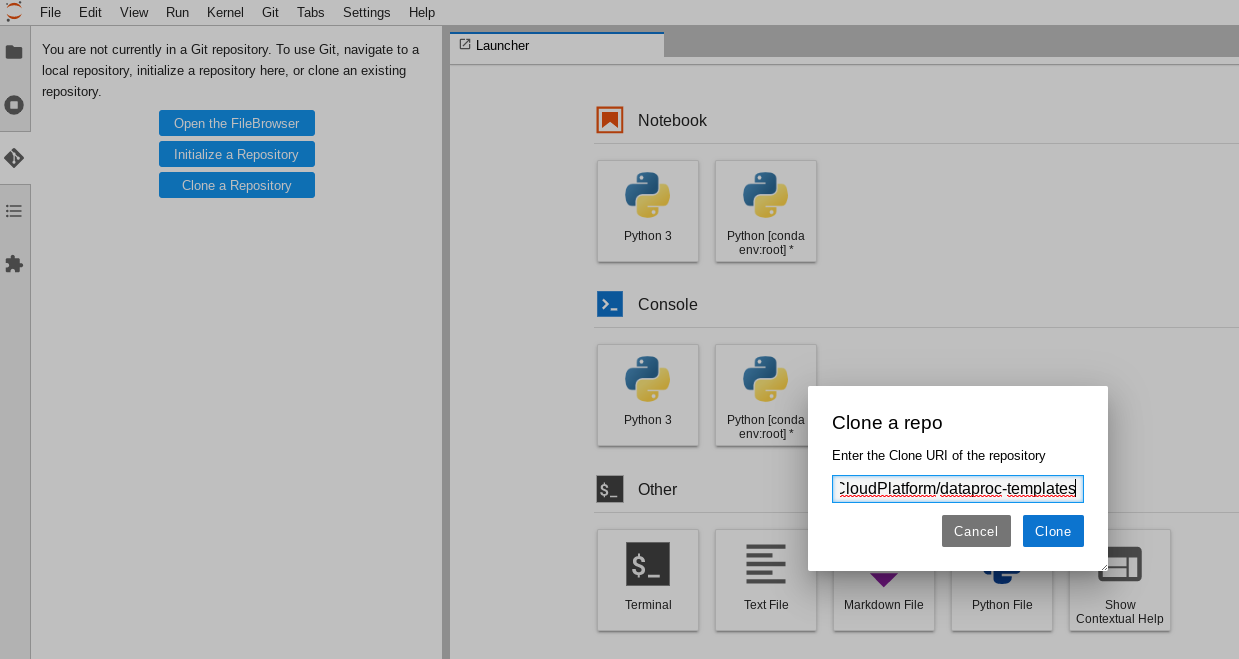 File Edit View Run Kernel Git Tabs Settings Help
You are not currently in a Git repository. To use Git, navigate to a
local repository, initialize a repository here, or clone an existing
repository.
Open the FileBrowser
Initialize a Repository
Clone a Repository
Launcher
Notebook
Python 3
Python [conda
env:root] *
Console
Python 3
Python [conda
env:root] *
Other
$_
$_
Terminal
Text File
Markdown File
Python File
Show
Contextual Help
Clone a repo
Enter the Clone URI of the repository
CloudPlatform/dataproc-templates
Cancel
Clone